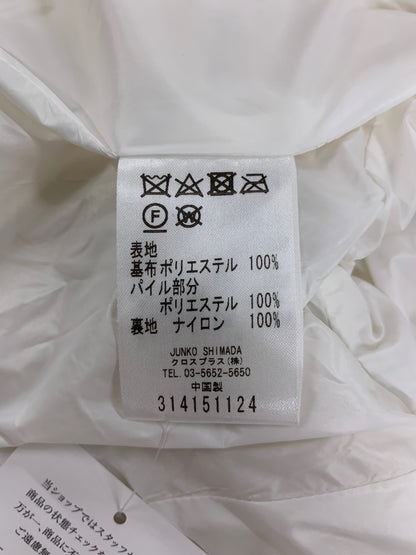 F W
表地
基布ポリエステル 100%
パイル部分
ポリエステル 100%
裏地 ナイロン 100%
JUNKO SHIMADA
クロスプラス(株)
TEL.03-5652-5650
中国製
314151124
当ショップではスタッフ
商品の状態チェックを
万が一、商品に不
ご遠慮無